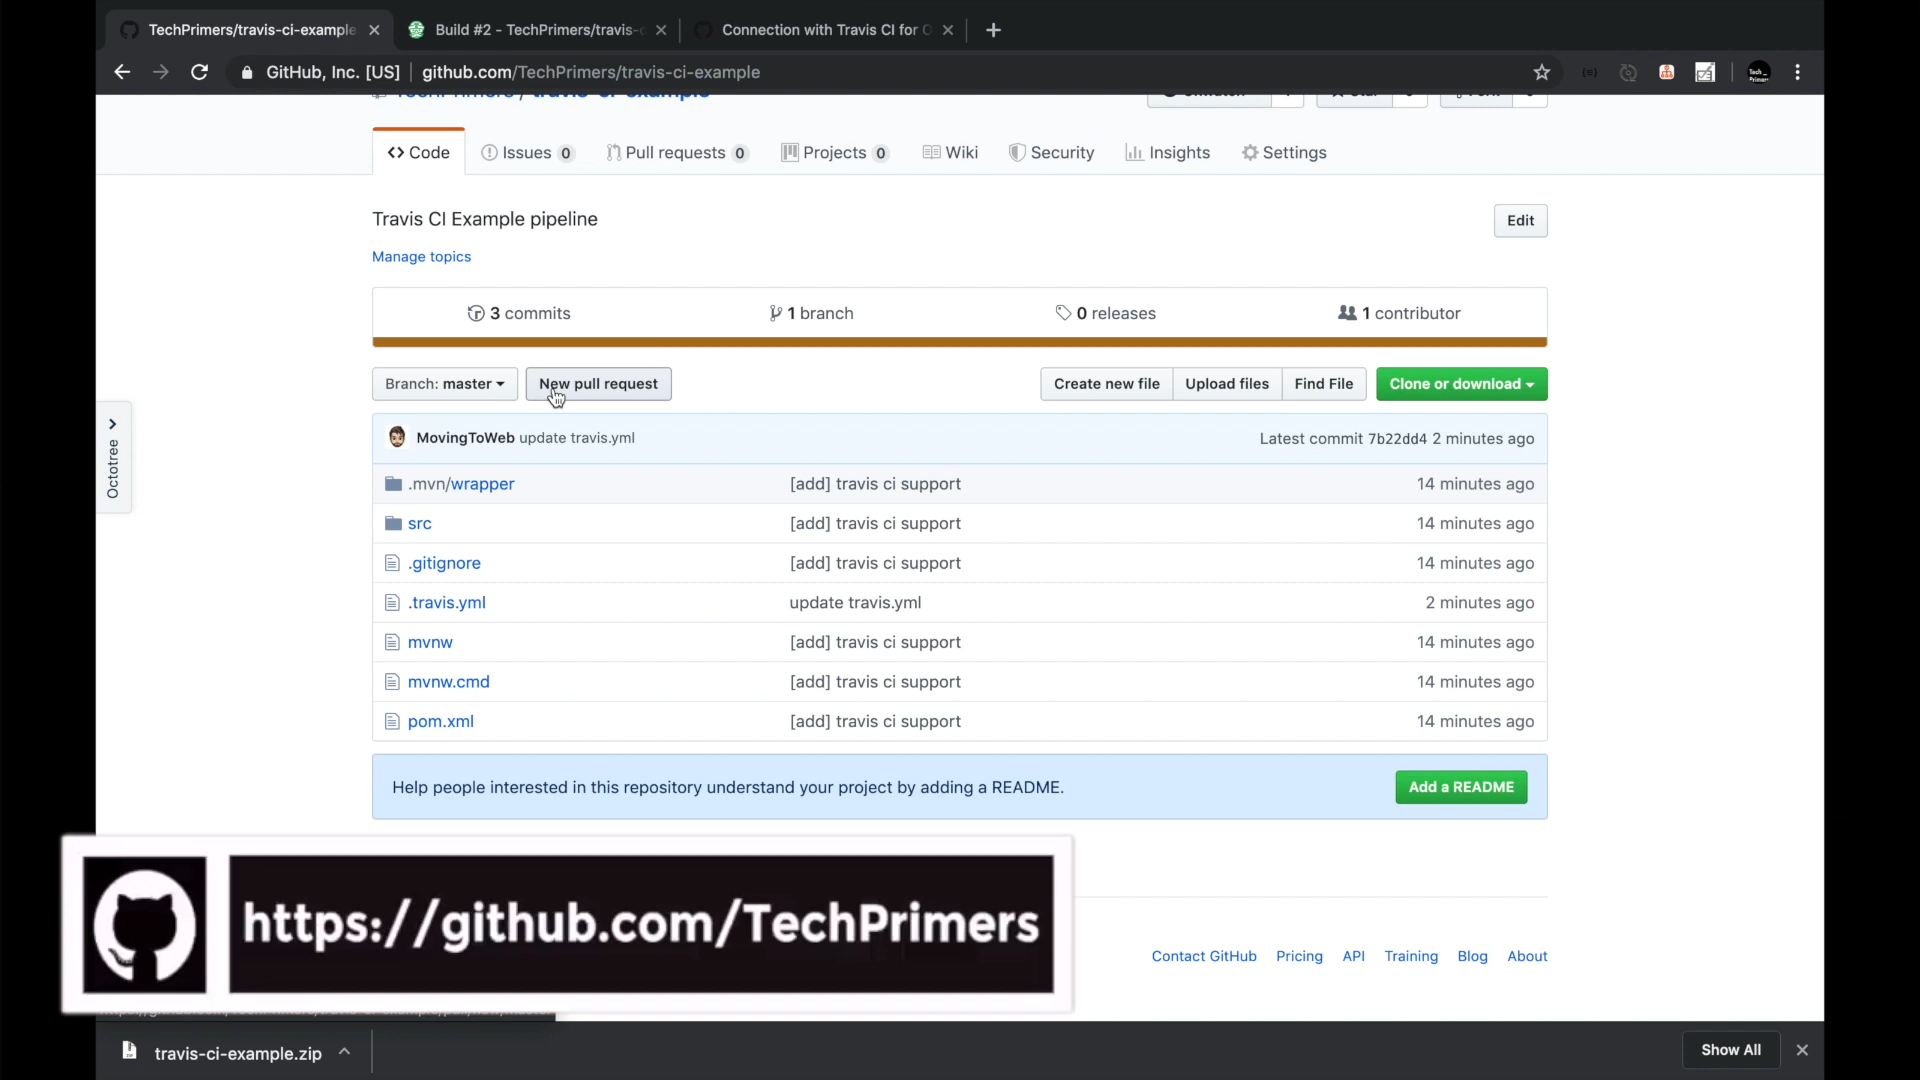 TechPrimers/travis-ci-example
Build #2 - TechPrimers/travis-c
Connection with Travis CI for O
GitHub, Inc. [US]
github.com/TechPrimers/travis-ci-example
TechPrimers / travis-ci-example
Unwatch
Star
Fork
Code
Issues 0
Pull requests 0
Projects 0
Wiki
Security
Insights
Settings
Travis CI Example pipeline
Edit
Manage topics
3 commits
1 branch
0 releases
1 contributor
Branch: master
New pull request
Create new file
Upload files
Find File
Clone or download
Octotree
MovingToWeb update travis.yml
Latest commit 7b22dd4 2 minutes ago
.mvn/wrapper [add] travis ci support 14 minutes ago
src [add] travis ci support 14 minutes ago
.gitignore [add] travis ci support 14 minutes ago
.travis.yml update travis.yml 2 minutes ago
mvnw [add] travis ci support 14 minutes ago
mvnw.cmd [add] travis ci support 14 minutes ago
pom.xml [add] travis ci support 14 minutes ago
Help people interested in this repository understand your project by adding a README.
Add a README
https://github.com/TechPrimers
Contact GitHub
Pricing
API
Training
Blog
About
travis-ci-example.zip
Show All